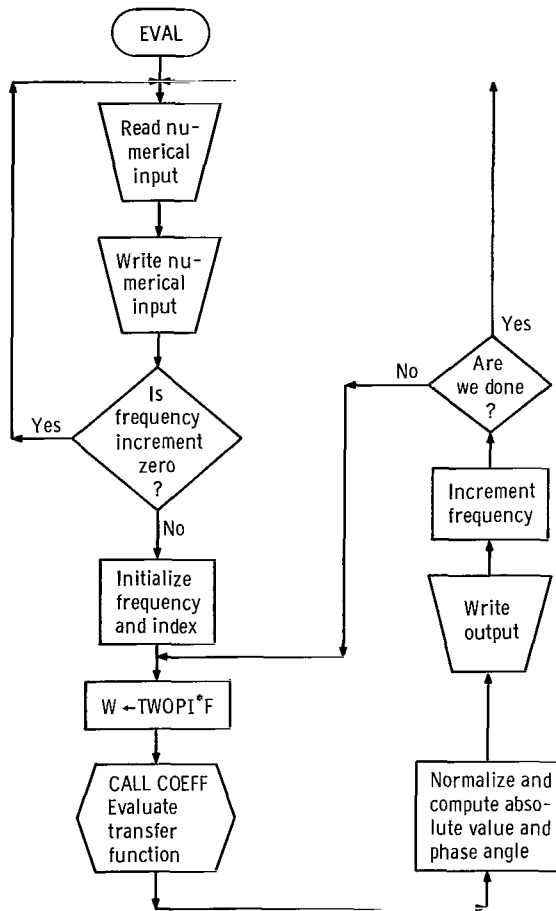 EVAL
Read nu-
merical
input
Write nu-
merical
input
Is
frequency
increment
zero
?
Yes
No
Initialize
frequency
and index
W ← TWOPI*F
CALL COEFF
Evaluate
transfer
function
Normalize and
compute abso-
lute value and
phase angle
Write
output
Increment
frequency
Are
we done
?
No
Yes